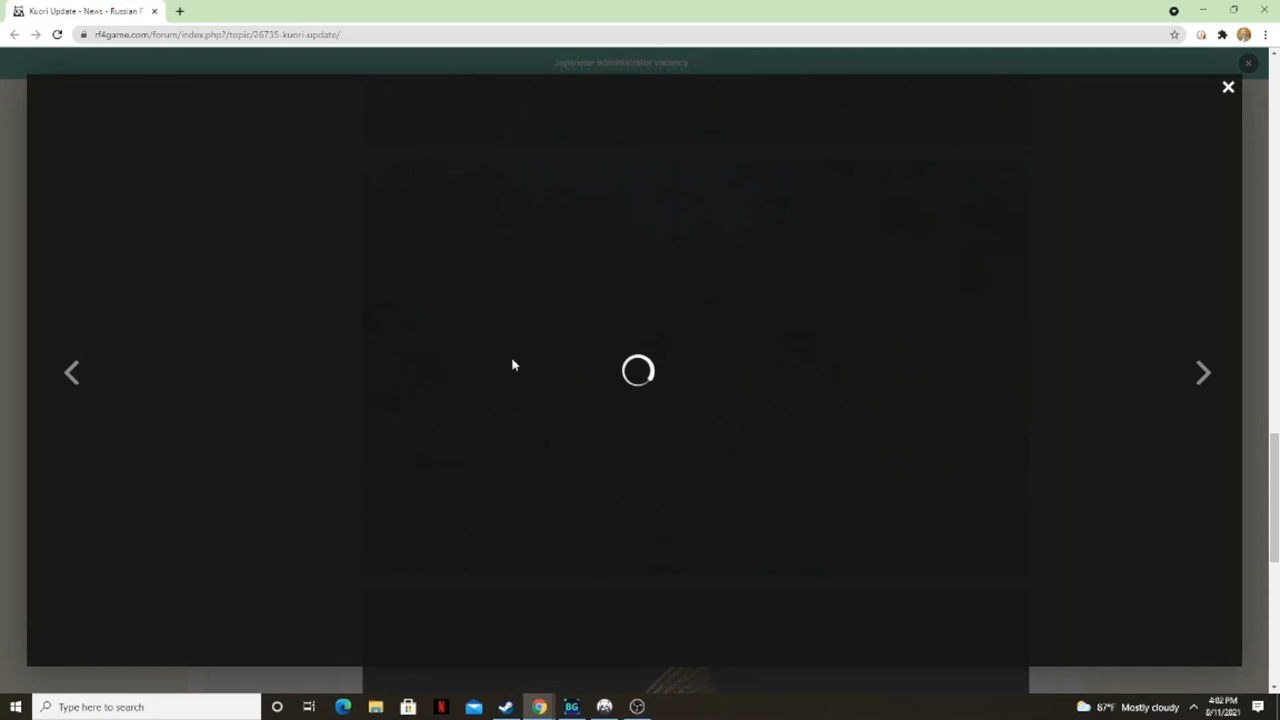 Kuori Update - News - Russian F
rf4game.com/forum/index.php?/topic/26735-kuori-update/
Japanese administrator vacancy
Type here to search
N
BG
87°F Mostly cloudy
4:02 PM
8/11/2021